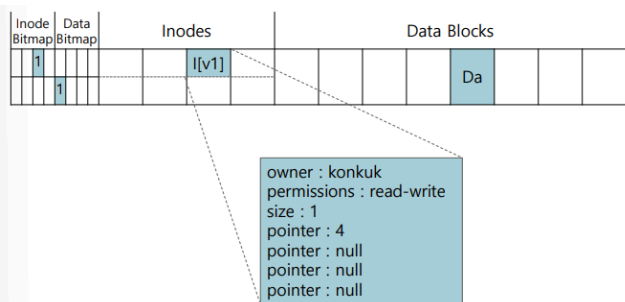 Inode Data
Bitmap Bitmap
Inodes
Data Blocks
1
I[v1]
Da
1
owner : konkuk
permissions : read-write
size : 1
pointer : 4
pointer : null
pointer : null
pointer : null